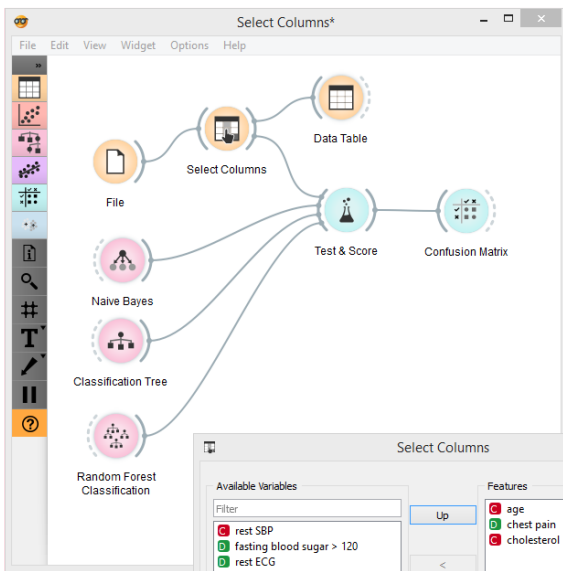 Select Columns*
File Edit View Widget Options Help
Data Table
Select Columns
File
Test & Score
Confusion Matrix
Naive Bayes
Classification Tree
Random Forest
Classification
Select Columns
Available Variables
Features
Filter
Up
C age
D chest pain
C cholesterol
C rest SBP
D fasting blood sugar > 120
D rest ECG
<